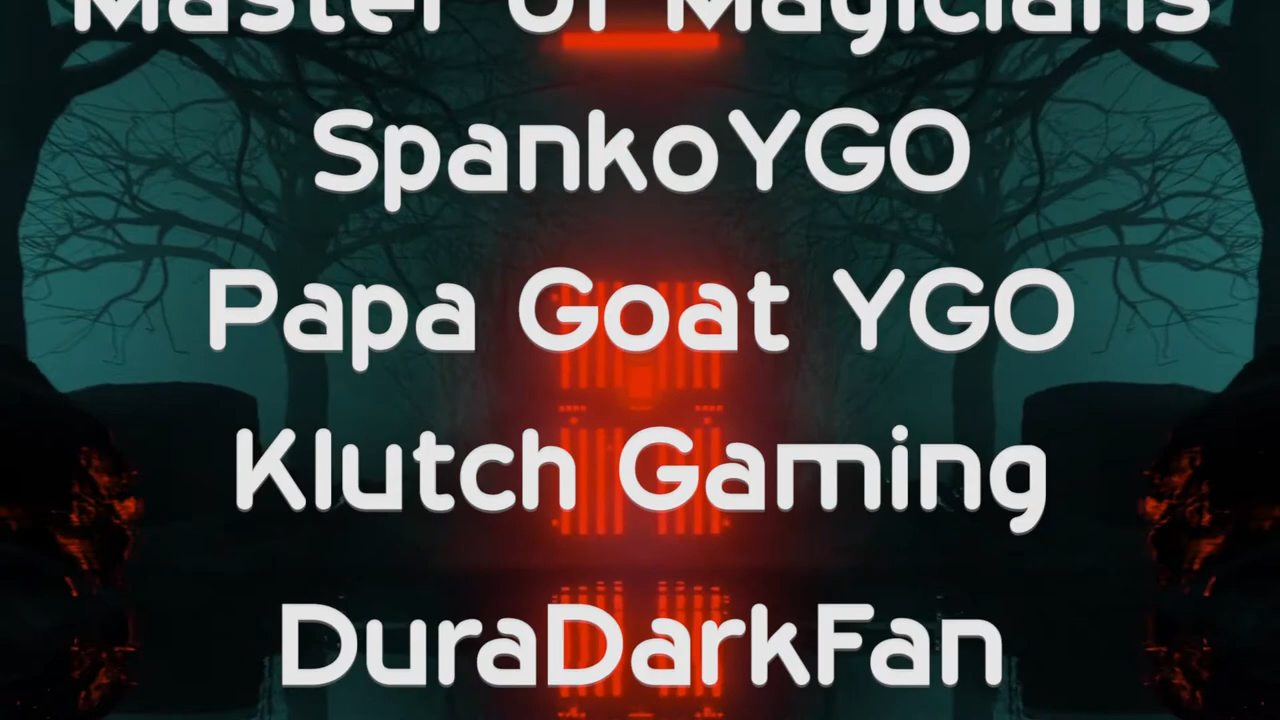 Master Of Magicians
SpankoYGO
Papa Goat YGO
Klutch Gaming
DuraDarkFan